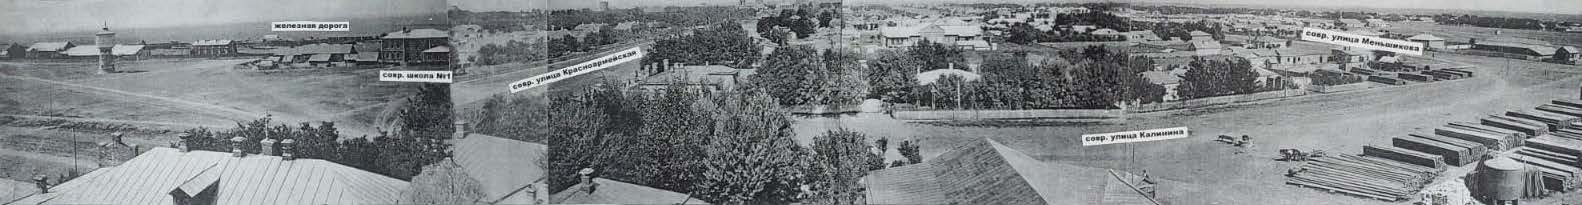 железная дорога
совр. школа №1
совр. улица Красноармейская
совр. улица Меньшикова
совр. улица Калинина